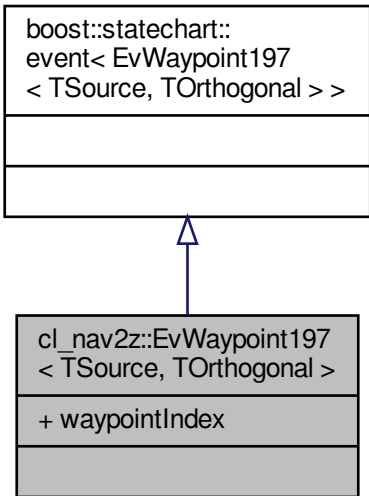 boost::statechart::
event< EvWaypoint197
< TSource, TOrthogonal > >
cl_nav2z::EvWaypoint197
< TSource, TOrthogonal >
+ waypointIndex